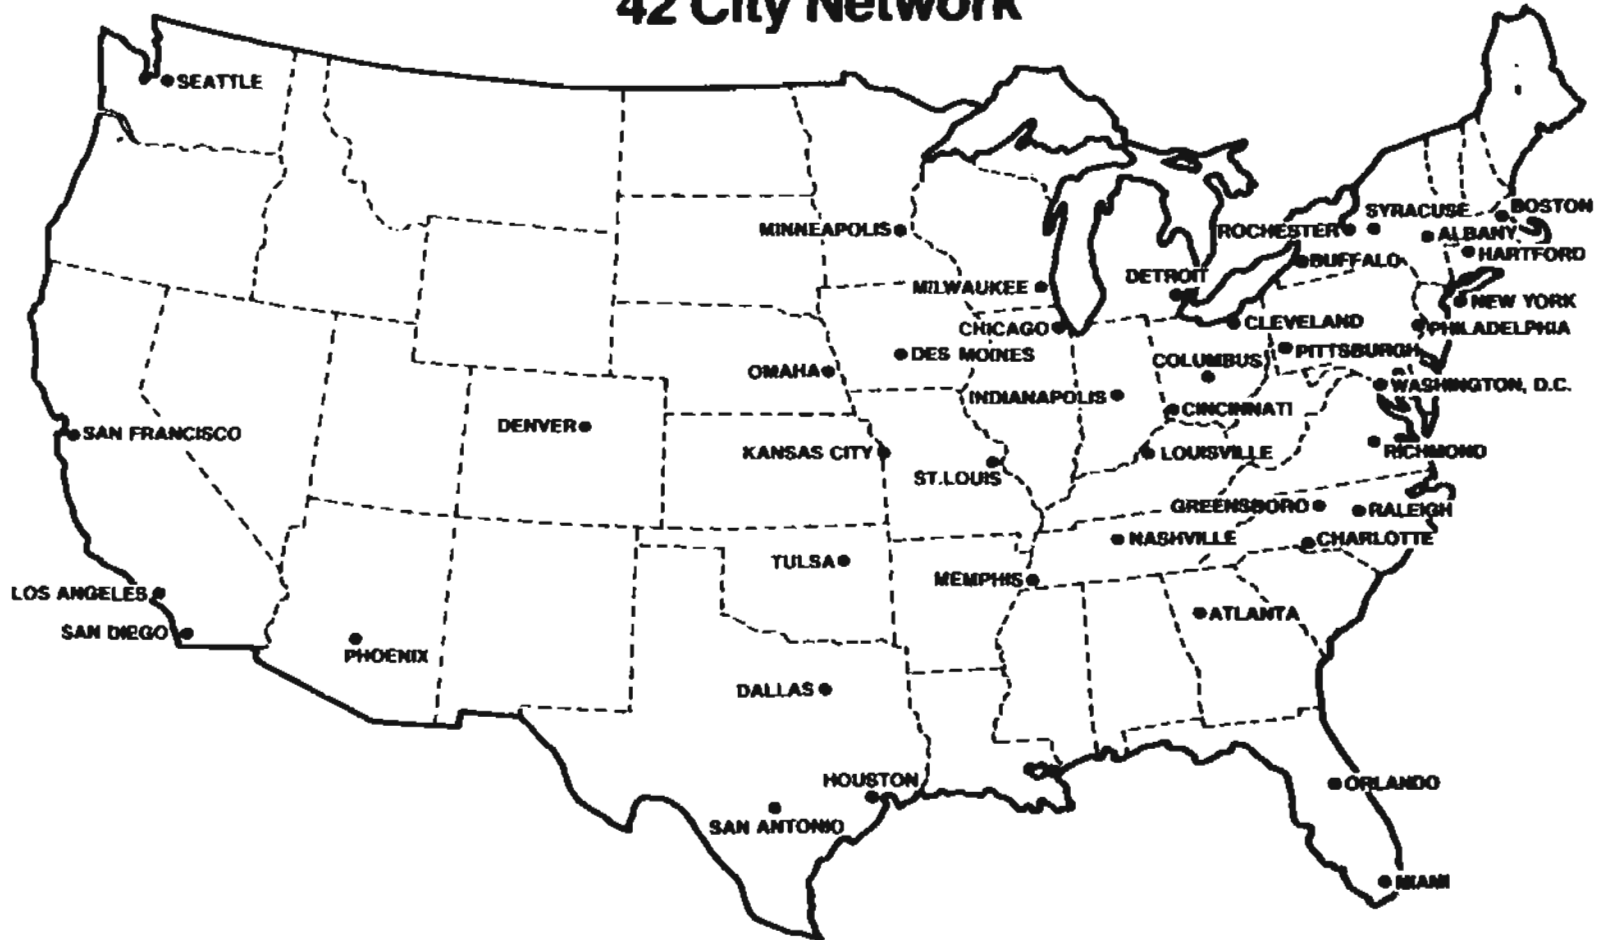 42 City Network
SEATTLE
SYRACUSE
BOSTON
MINNEAPOLIS
ROCHESTER
ALBANY
HARTFORD
BUFFALO
DETROIT
MILWAUKEE
NEW YORK
CHICAGO
CLEVELAND
PHILADELPHIA
DES MOINES
PITTSBURGH
COLUMBUS
OMAHA
WASHINGTON, D.C.
INDIANAPOLIS
CINCINNATI
DENVER
SAN FRANCISCO
KANSAS CITY
LOUISVILLE
RICHMOND
ST.LOUIS
GREENSBORO
RALEIGH
NASHVILLE
CHARLOTTE
TULSA
MEMPHIS
LOS ANGELES
ATLANTA
SAN DIEGO
PHOENIX
DALLAS
HOUSTON
ORLANDO
SAN ANTONIO
MIAMI